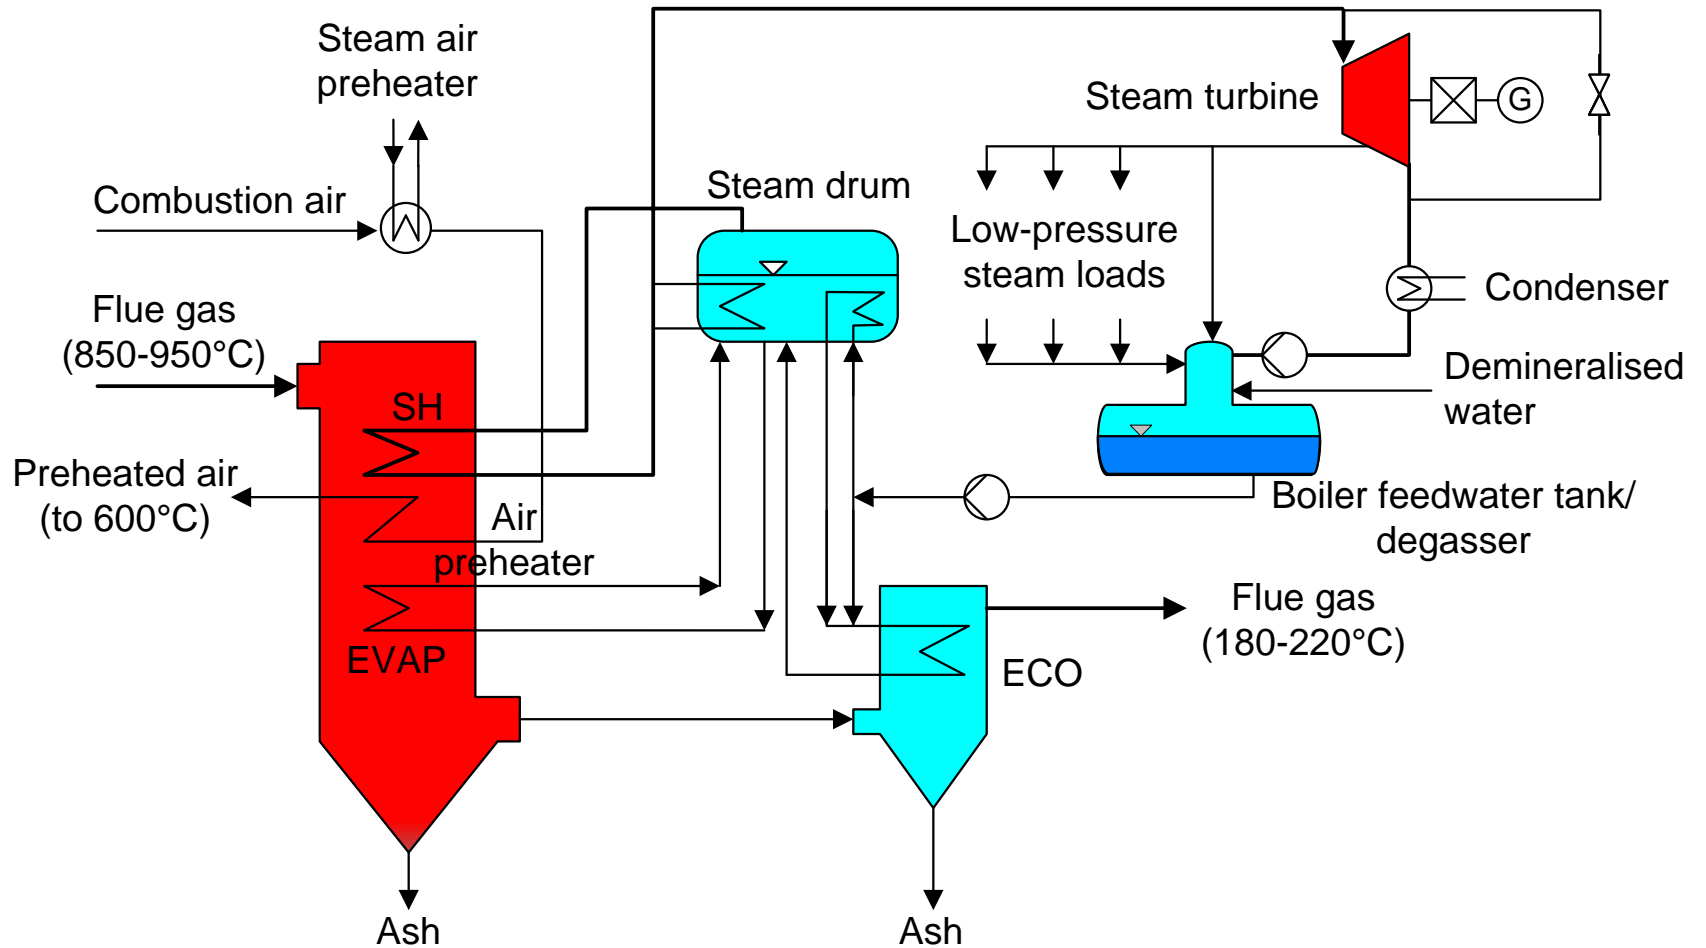 Steam air
preheater
Combustion air
Steam turbine
G
Steam drum
Low-pressure
steam loads
Condenser
Flue gas
(850-950°C)
Demineralised
water
SH
Preheated air
(to 600°C)
Air
preheater
Boiler feedwater tank/
degasser
EVAP
Flue gas
(180-220°C)
ECO
Ash
Ash